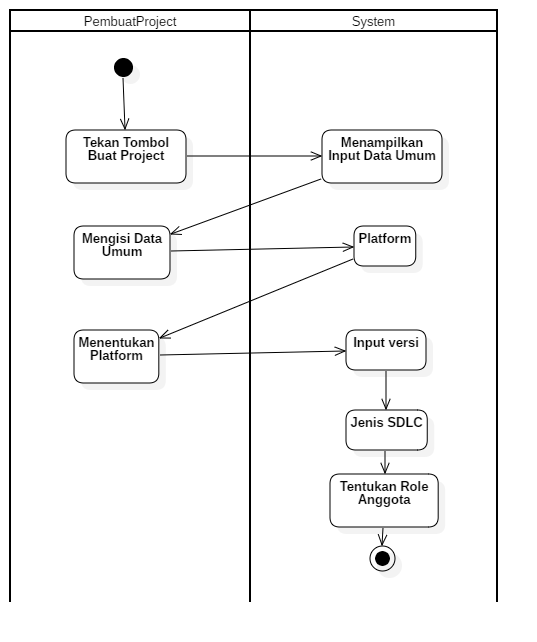 PembuatProject
System
Tekan Tombol
Buat Project
Menampilkan
Input Data Umum
Mengisi Data
Umum
Platform
Menentukan
Platform
Input versi
Jenis SDLC
Tentukan Role
Anggota